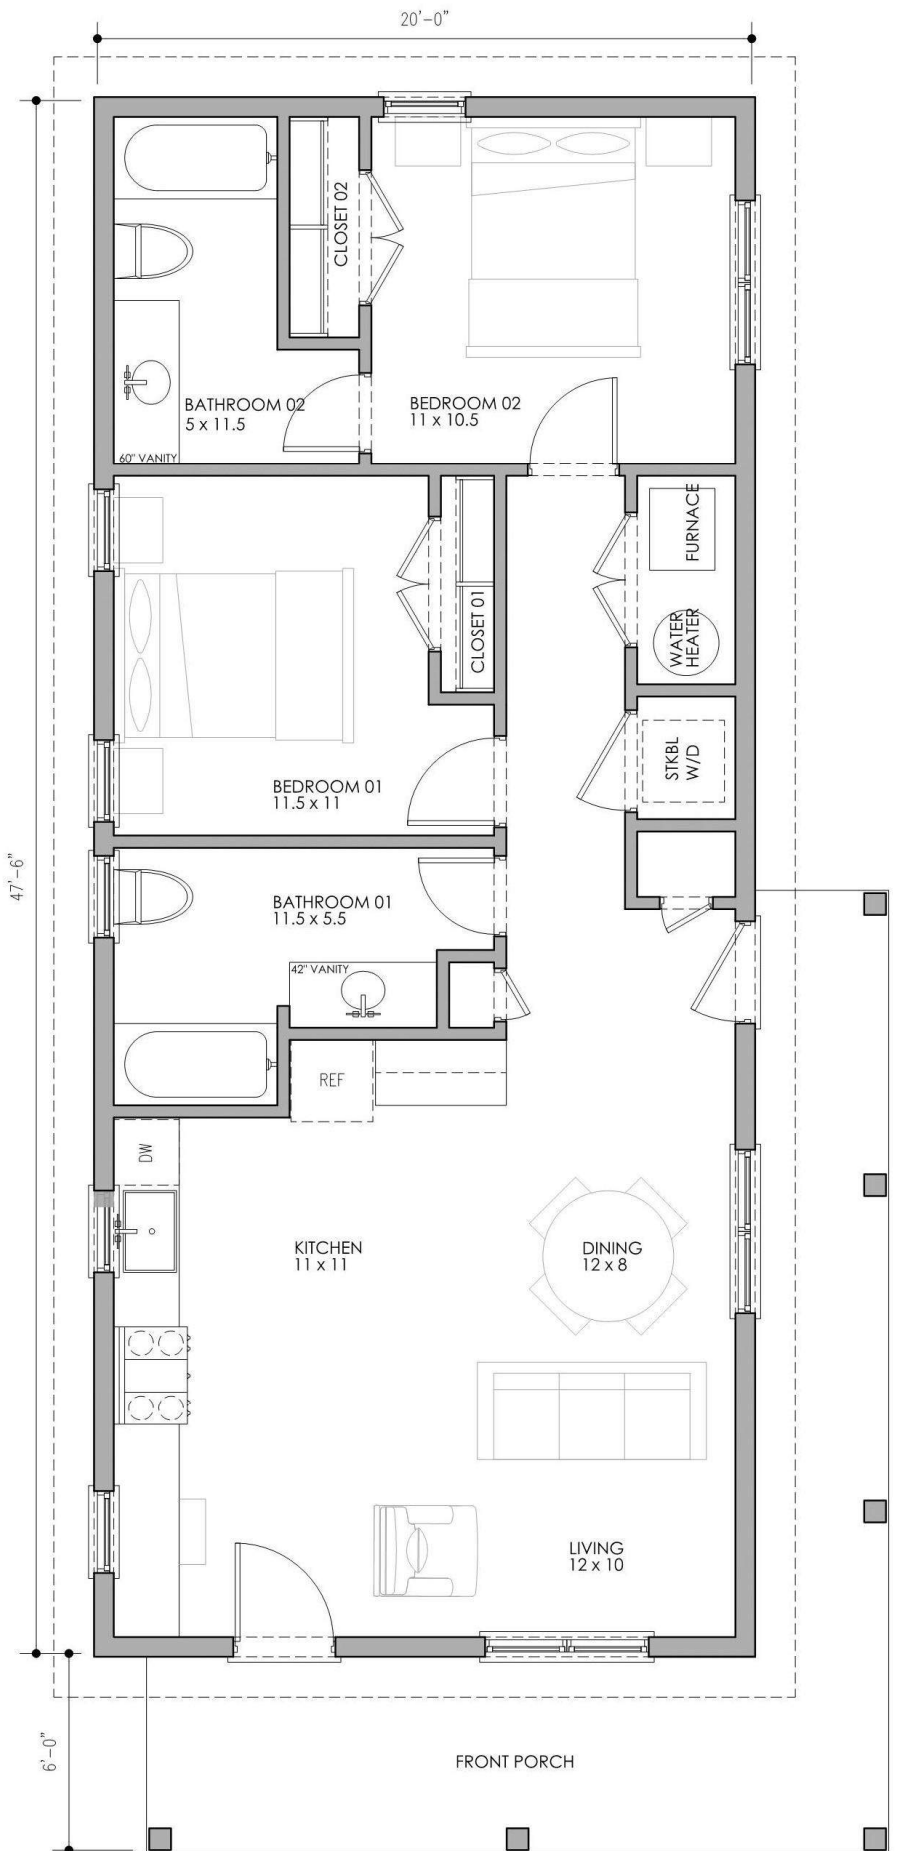 20'-0"
CLOSET 02
BATHROOM 02
5 x 11.5
BEDROOM 02
11 x 10.5
60" VANITY
FURNACE
WATER
HEATER
CLOSET 01
STKBL
W/D
BEDROOM 01
11.5 x 11
47'-6"
BATHROOM 01
11.5 x 5.5
42" VANITY
REF
DW
KITCHEN
11 x 11
DINING
12 x 8
LIVING
12 x 10
6'-0"
FRONT PORCH